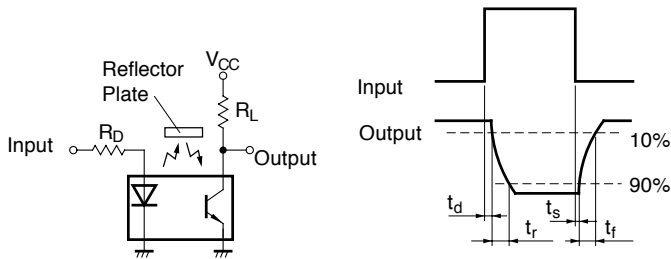 Reflector
Plate
V_CC
R_L
Input
R_D
Output
Input
Output
10%
90%
t_d
t_s
t_r
t_f